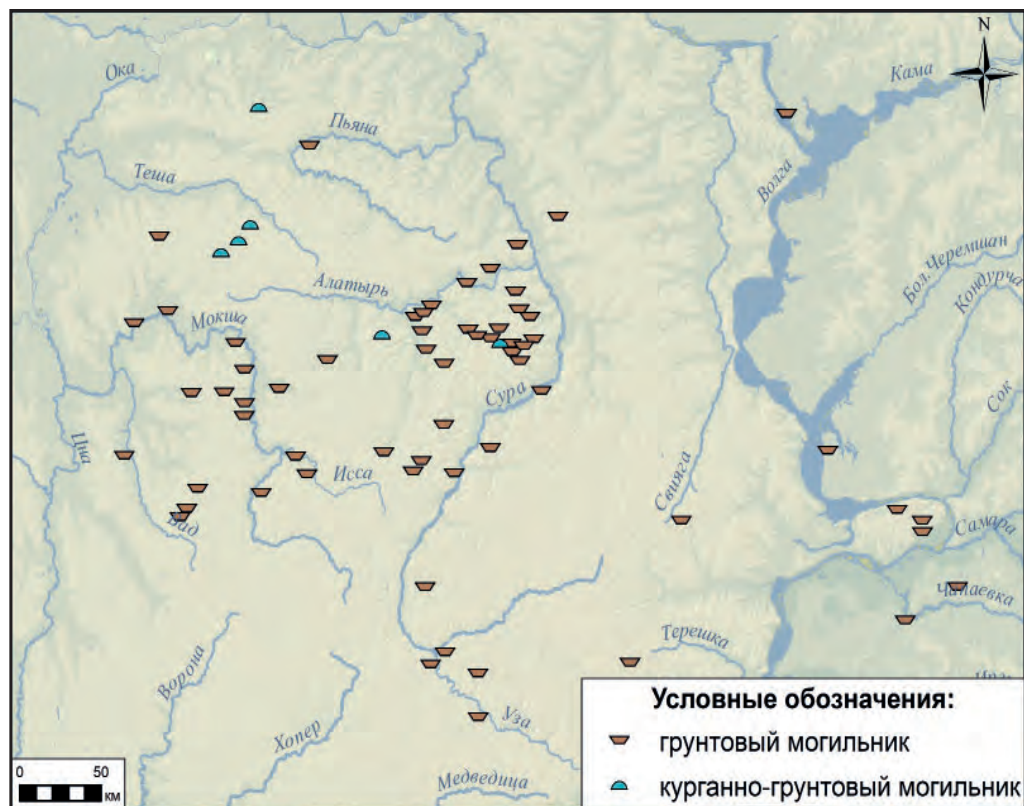 N
Ока
Кама
Пьяна
Теша
Волга
Бол. Черемшан
Кондурча
Алатырь
Мокша
Сура
Сок
Цна
Исса
Свияга
Вад
Самара
Чапаевка
Терешка
Ворона
Уза
Хопер
Медведица
0 50
км
Условные обозначения:
грунтовый могильник
курганно-грунтовый могильник